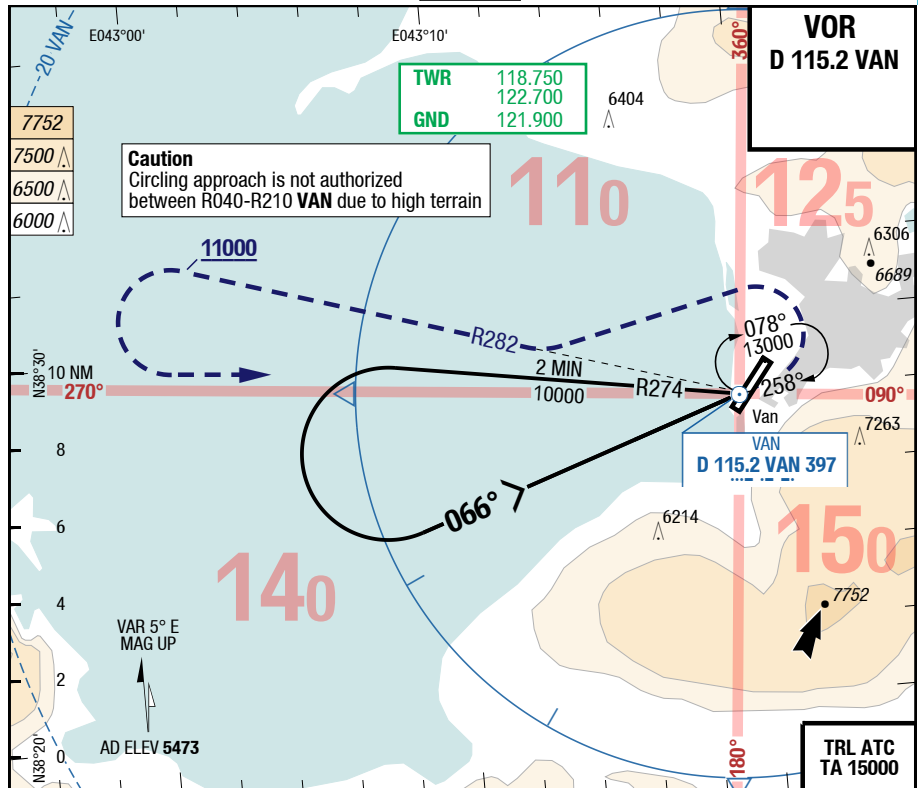 E043°00'
E043°10'
20 VAN
360°
VOR
D 115.2 VAN
TWR 118.750
122.700
GND 121.900
6404
7752
7500
6500
6000
Caution
Circling approach is not authorized
between R040-R210 VAN due to high terrain
110
125
6306
6689
11000
R282
078°
13000
N38°30'
10 NM
270°
2 MIN
10000
R274
258°
090°
Van
7263
VAN
D 115.2 VAN 397
8
066°
6
6214
150
140
4
7752
VAR 5° E
MAG UP
2
AD ELEV 5473
N38°20'
0
180°
TRL ATC
TA 15000